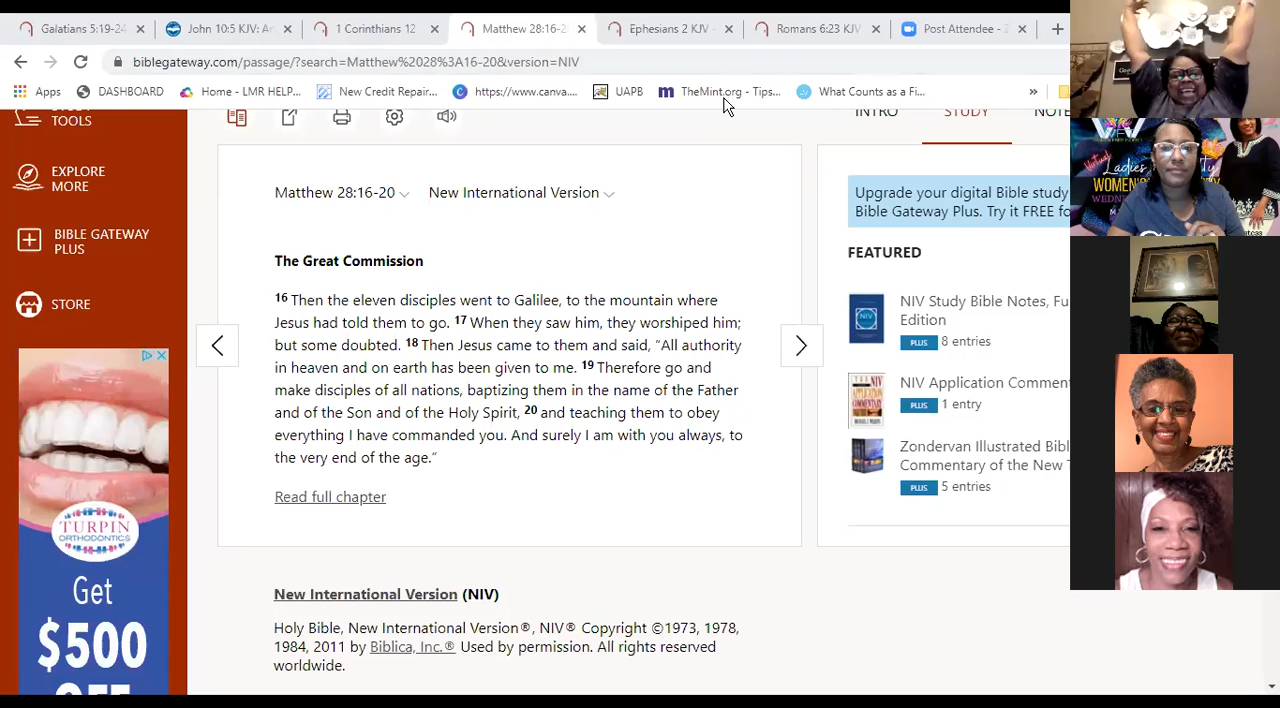 Galatians 5:19-24
John 10:5 KJV: A
1 Corinthians 12
Matthew 28:16-2
Ephesians 2 KJV -
Romans 6:23 KJV
Post Attendee - Z
biblegateway.com/passage/?search=Matthew%2028%3A16-20&version=NIV
Apps
DASHBOARD
Home - LMR HELP...
New Credit Repair...
https://www.canva....
UAPB
TheMint.org - Tips...
What Counts as a Fi...
»
TOOLS
EXPLORE
MORE
BIBLE GATEWAY
PLUS
STORE
INTRO
STUDY
NOTE
Matthew 28:16-20
New International Version
The Great Commission
16 Then the eleven disciples went to Galilee, to the mountain where
Jesus had told them to go. 17 When they saw him, they worshiped him;
but some doubted. 18 Then Jesus came to them and said, “All authority
in heaven and on earth has been given to me. 19 Therefore go and
make disciples of all nations, baptizing them in the name of the Father
and of the Son and of the Holy Spirit, 20 and teaching them to obey
everything I have commanded you. And surely I am with you always, to
the very end of the age.”
Read full chapter
New International Version (NIV)
Holy Bible, New International Version®, NIV® Copyright ©1973, 1978,
1984, 2011 by Biblica, Inc.® Used by permission. All rights reserved
worldwide.
Upgrade your digital Bible study
Bible Gateway Plus. Try it FREE fo
FEATURED
NIV Study Bible Notes, Fu
Edition
PLUS 8 entries
NIV Application Comment
PLUS 1 entry
Zondervan Illustrated Bibl
Commentary of the New T
PLUS 5 entries
NIV
TURPIN
ORTHODONTICS
Get
$500
OFF
Virtual
Ladies
WOMEN'S
WEDN